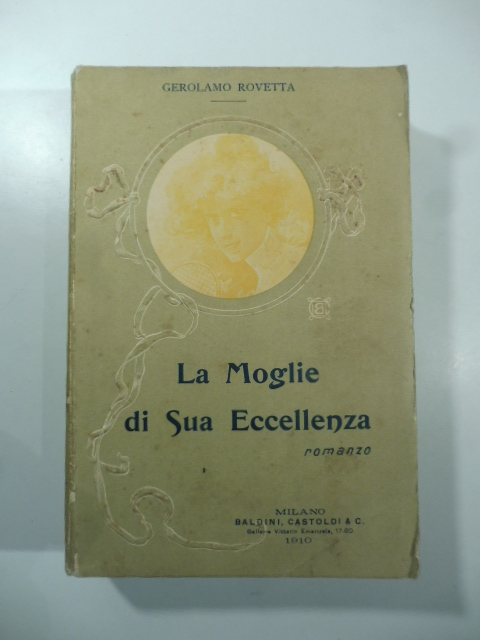 GEROLAMO ROVETTA
La Moglie
di Sua Eccellenza
romanzo
MILANO
BALDINI, CASTOLDI & C.
Galleria Vittorio Emanuele, 17-80
1910